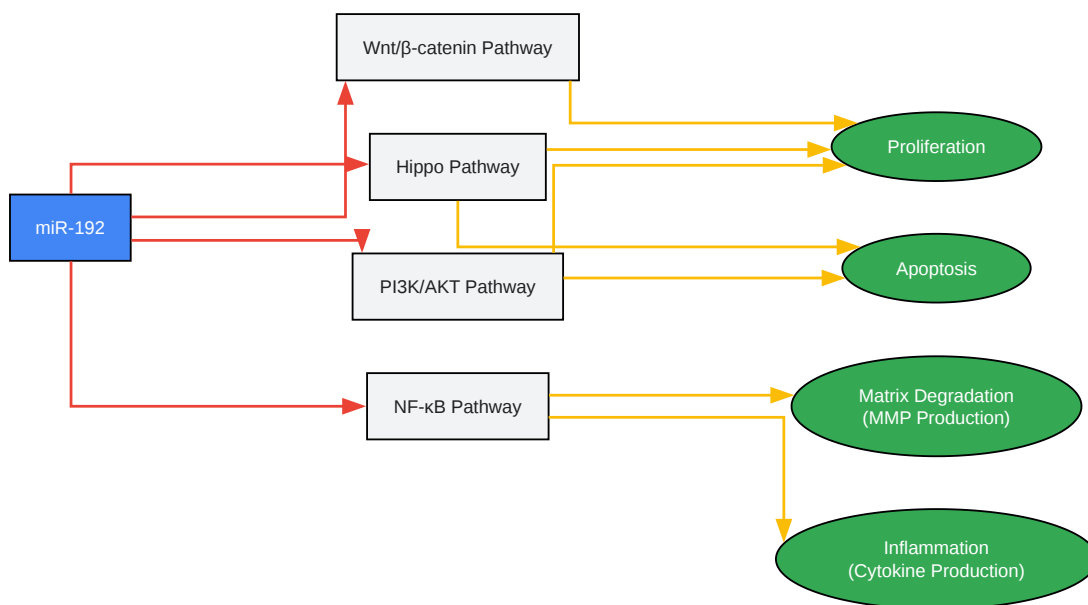 Wnt/β-catenin Pathway
Proliferation
Hippo Pathway
miR-192
Apoptosis
PI3K/AKT Pathway
Matrix Degradation
(MMP Production)
NF-κB Pathway
Inflammation
(Cytokine Production)